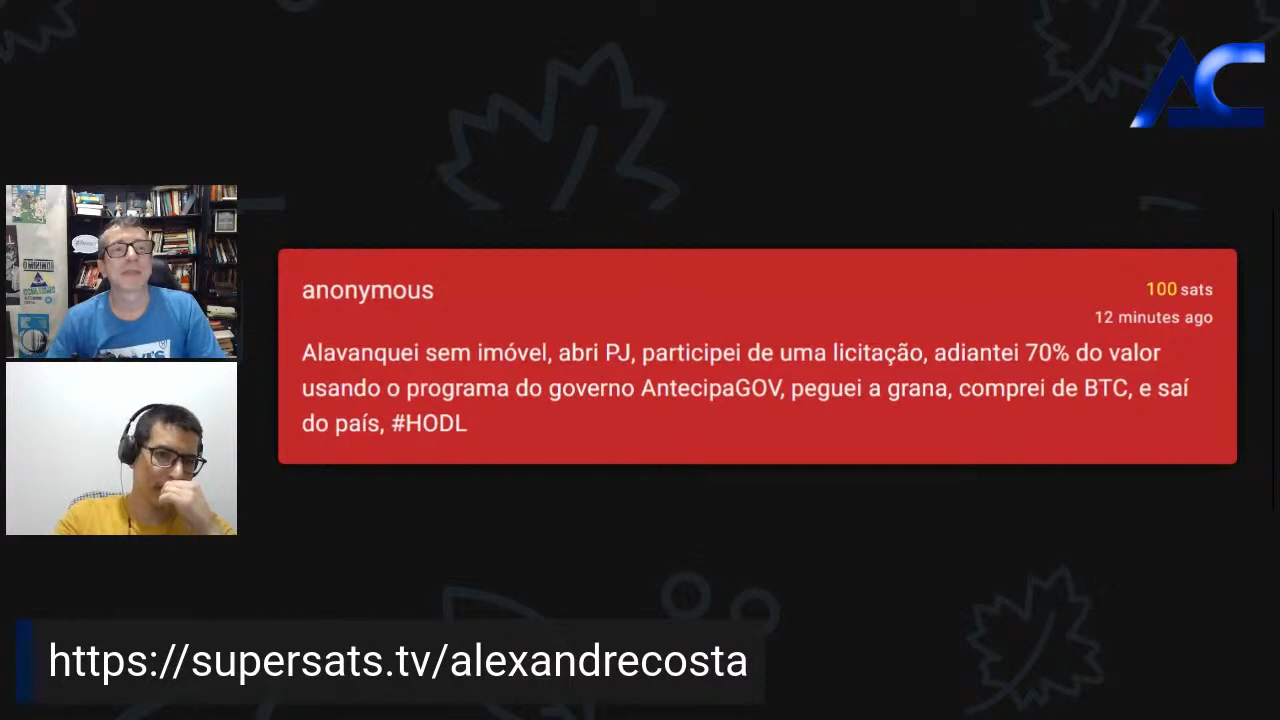 AC
anonymous
100 sats
12 minutes ago
Alavanquei sem imóvel, abri PJ, participei de uma licitação, adiantei 70% do valor
usando o programa do governo AntecipaGOV, peguei a grana, comprei de BTC, e saí
do país, #HODL
https://supersats.tv/alexandrecosta